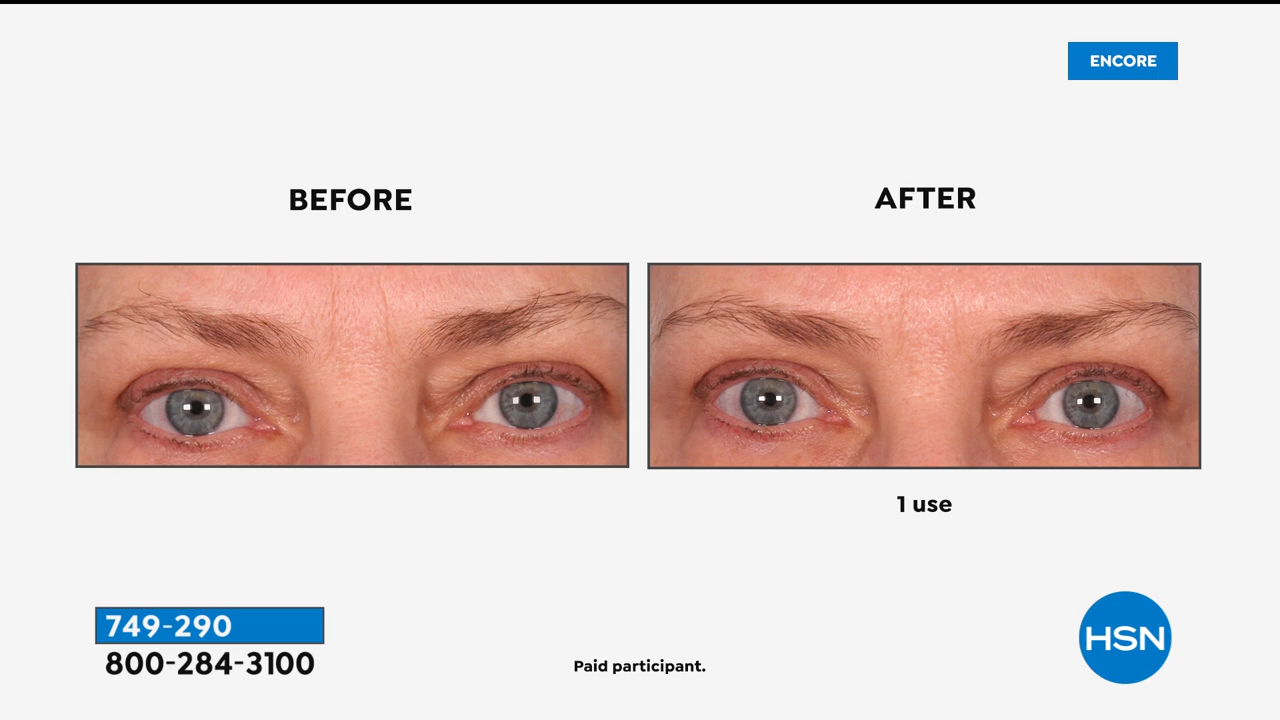 ENCORE
BEFORE
AFTER
1 use
749-290
800-284-3100
Paid participant.
HSN